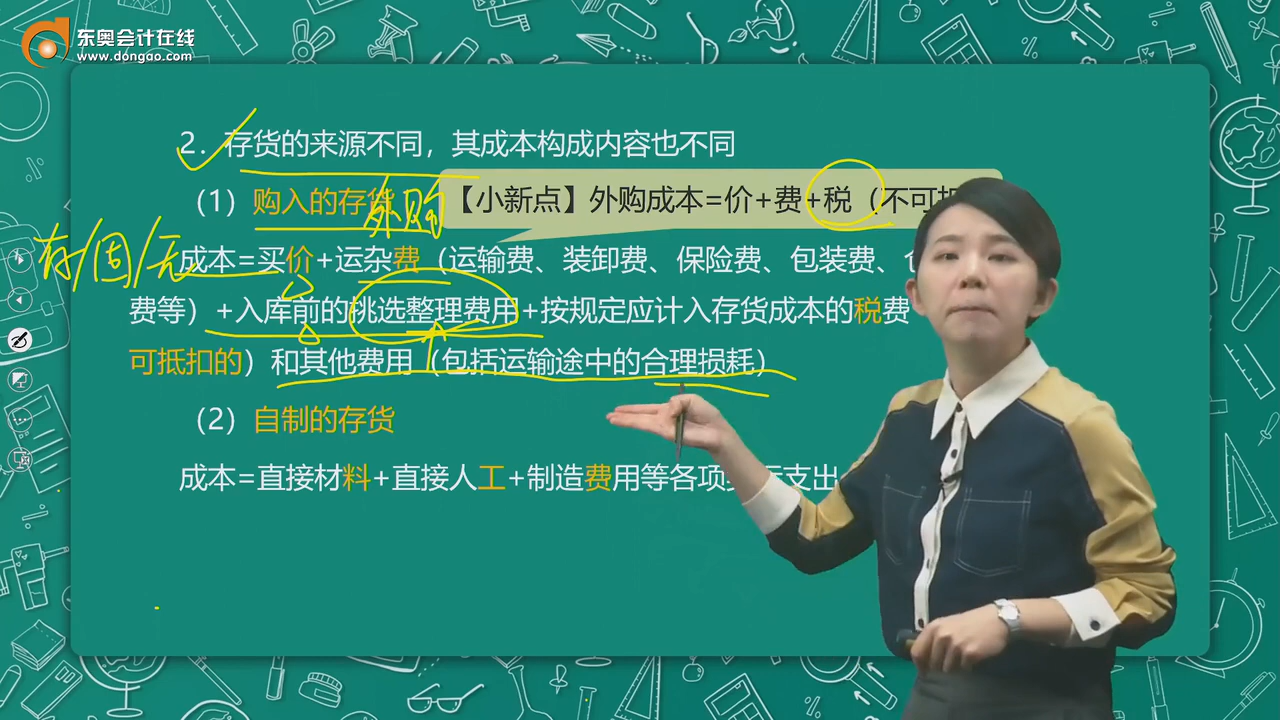 东奥会计在线
www.dongao.com
2．存货的来源不同，其成本构成内容也不同
（1）购入的存货
外购
【小新点】外购成本=价+费+税（不可抵
存/固/无
成本=买价+运杂费（运输费、装卸费、保险费、包装费、
费等）+入库前的挑选整理费用+按规定应计入存货成本的税费
可抵扣的）和其他费用（包括运输途中的合理损耗）
（2）自制的存货
成本=直接材料+直接人工+制造费用等各项支出